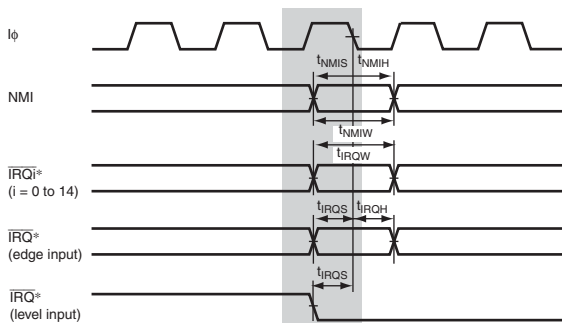 Iϕ
tNMIS tNMIH
NMI
tNMIW
tIRQW
IRQi*
(i = 0 to 14)
tIRQS tIRQH
IRQ*
(edge input)
tIRQS
IRQ*
(level input)